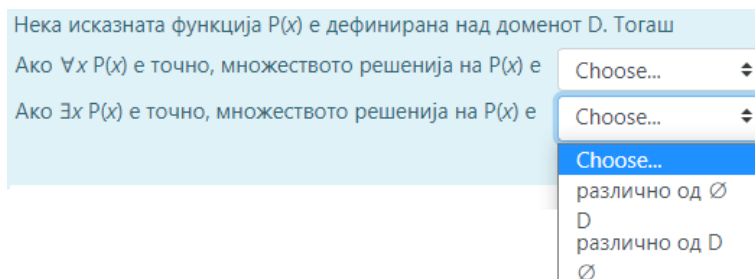 Нека исказната функција P(x) е дефинирана над доменот D. Тогаш
Ако ∀x P(x) е точно, множеството решенија на P(x) е Choose...
Ако ∃x P(x) е точно, множеството решенија на P(x) е Choose...
Choose...
различно од ∅
D
различно од D
∅